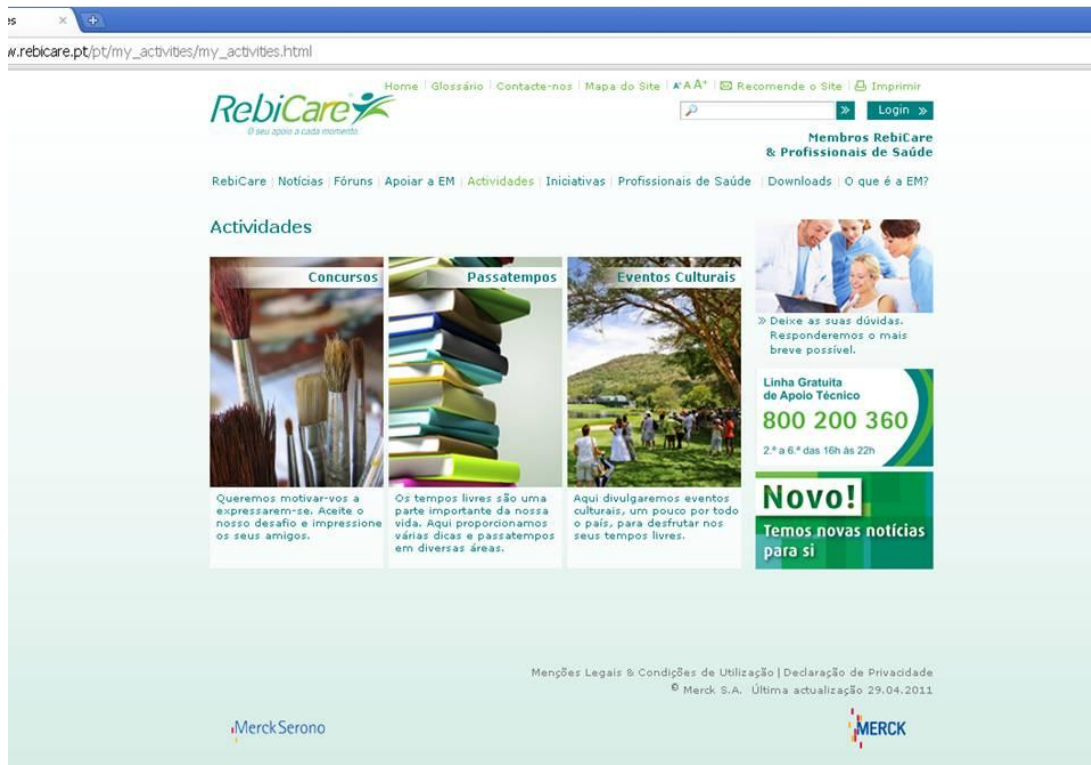 es
w.rebicare.pt/pt/my_activities/my_activities.html
Home | Glossário | Contacte-nos | Mapa do Site | A- A A+ | Recomende o Site | Imprimir
RebiCare®
O seu apoio a cada momento
Login »
Membros RebiCare
& Profissionais de Saúde
RebiCare | Notícias | Fóruns | Apoiar a EM | Actividades | Iniciativas | Profissionais de Saúde | Downloads | O que é a EM?
Actividades
Concursos
Queremos motivar-vos a
expressarem-se. Aceite o
nosso desafio e impressione
os seus amigos.
Passatempos
Os tempos livres são uma
parte importante da nossa
vida. Aqui proporcionamos
várias dicas e passatempos
em diversas áreas.
Eventos Culturais
Aqui divulgaremos eventos
culturais, um pouco por todo
o país, para desfrutar nos
seus tempos livres.
» Deixe as suas dúvidas.
Responderemos o mais
breve possível.
Linha Gratuita
de Apoio Técnico
800 200 360
2.ª a 6.ª das 16h às 22h
Novo!
Temos novas notícias
para si
Menções Legais & Condições de Utilização | Declaração de Privacidade
© Merck S.A. Última actualização 29.04.2011
Merck Serono
MERCK